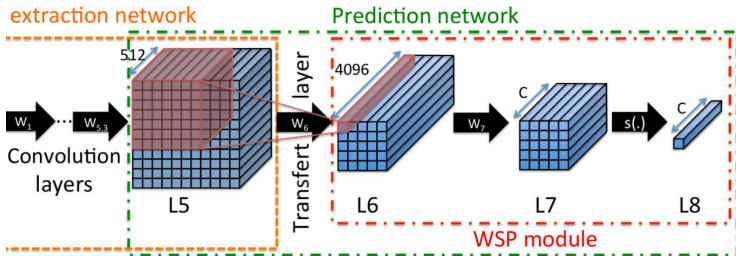 extraction network
Prediction network
512
4096
C
C
W1
...
W5.3
W6
W7
s(.)
Convolution
layers
Transfert layer
L5
L6
L7
L8
WSP module